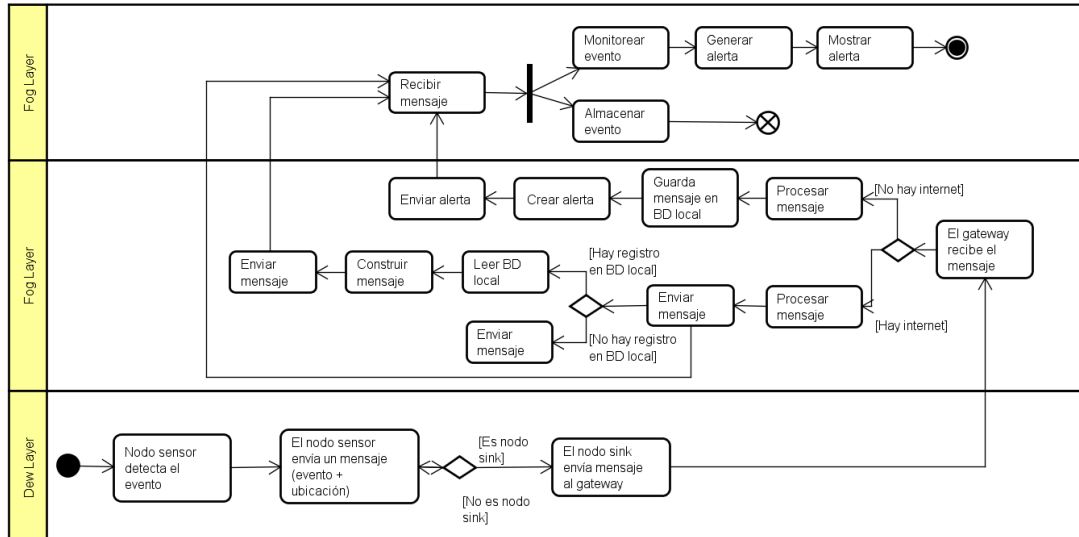 Fog Layer
Monitorear
evento
Generar
alerta
Mostrar
alerta
Recibir
mensaje
Almacenar
evento
Fog Layer
Enviar alerta
Crear alerta
Guarda
mensaje en
BD local
Procesar
mensaje
[No hay internet]
El gateway
recibe el
mensaje
Enviar
mensaje
Construir
mensaje
Leer BD
local
[Hay registro
en BD local]
Enviar
mensaje
Procesar
mensaje
[Hay internet]
Enviar
mensaje
[No hay registro
en BD local]
Dew Layer
Nodo sensor
detecta el
evento
El nodo sensor
envía un mensaje
(evento +
ubicación)
[Es nodo
sink]
[No es nodo
sink]
El nodo sink
envía mensaje
al gateway